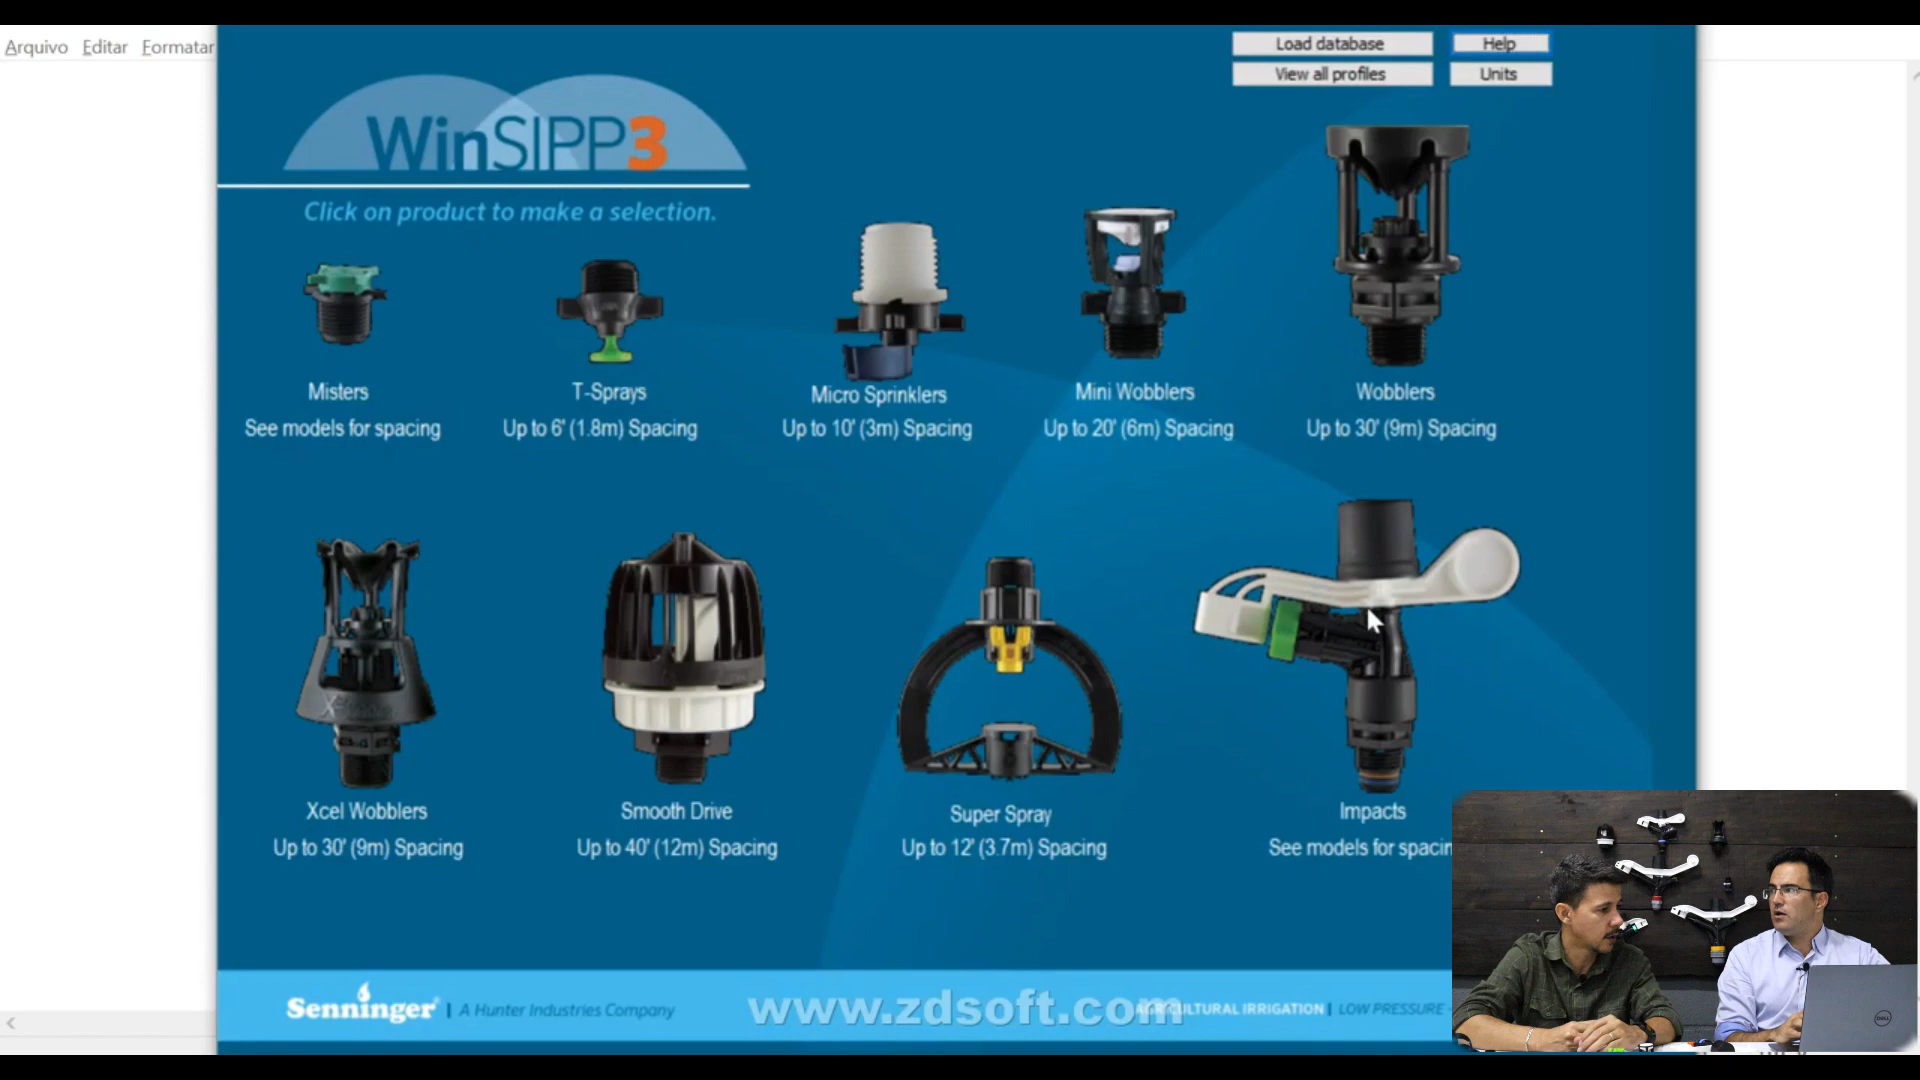 Arquivo Editar Formatar
Load database
Help
View all profiles
Units
WinSIPP3
Click on product to make a selection.
Misters
See models for spacing
T-Sprays
Up to 6' (1.8m) Spacing
Micro Sprinklers
Up to 10' (3m) Spacing
Mini Wobblers
Up to 20' (6m) Spacing
Wobblers
Up to 30' (9m) Spacing
Xcel Wobblers
Up to 30' (9m) Spacing
Smooth Drive
Up to 40' (12m) Spacing
Super Spray
Up to 12' (3.7m) Spacing
Impacts
See models for spacin
Senninger | A Hunter Industries Company
www.zdsoft.com
AGRICULTURAL IRRIGATION | LOW PRESSURE -
DELL